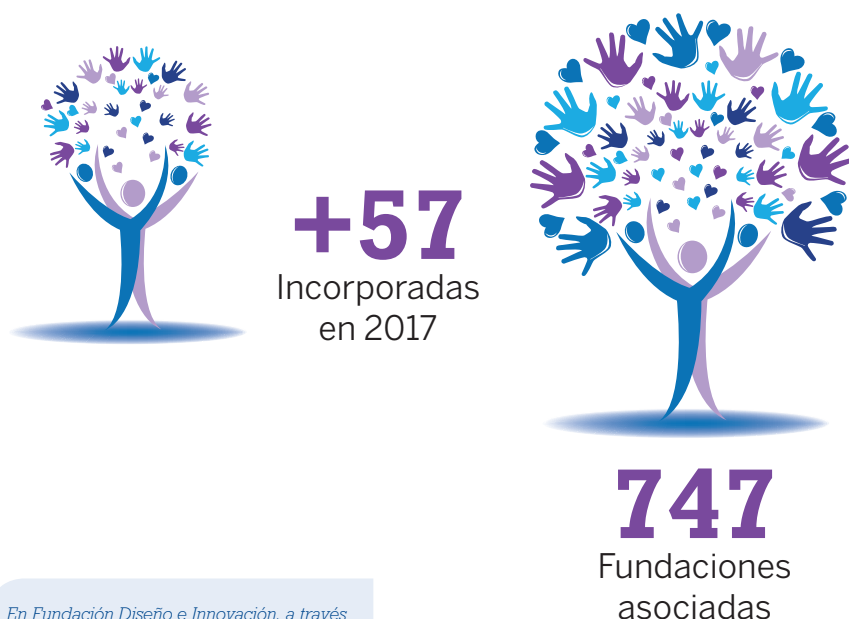 +57
Incorporadas
en 2017
747
Fundaciones
asociadas
En Fundación Diseño e Innovación, a través